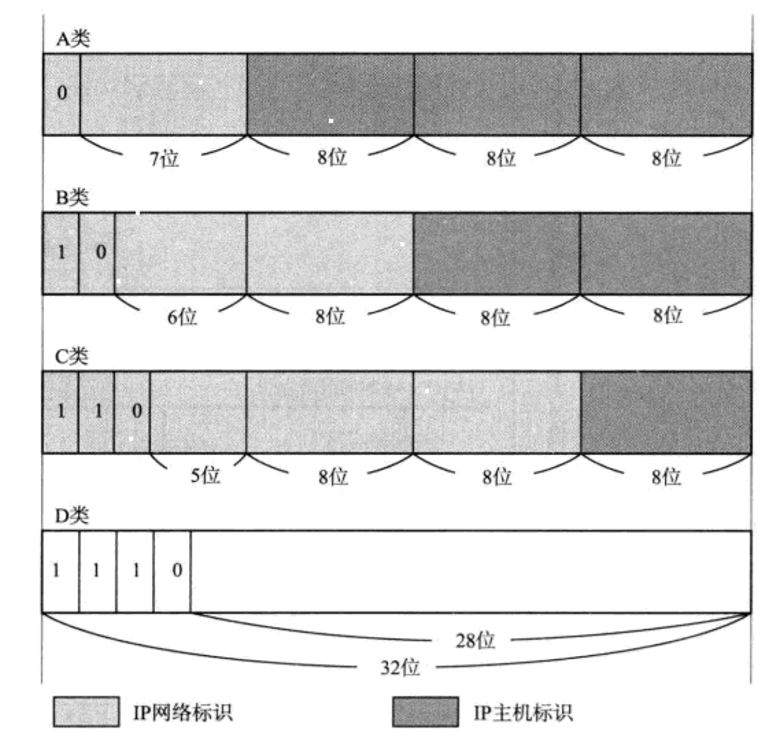 A类
0
7位 8位 8位 8位
B类
1 0
6位 8位 8位 8位
C类
1 1 0
5位 8位 8位 8位
D类
1 1 1 0
28位
32位
IP网络标识 IP主机标识